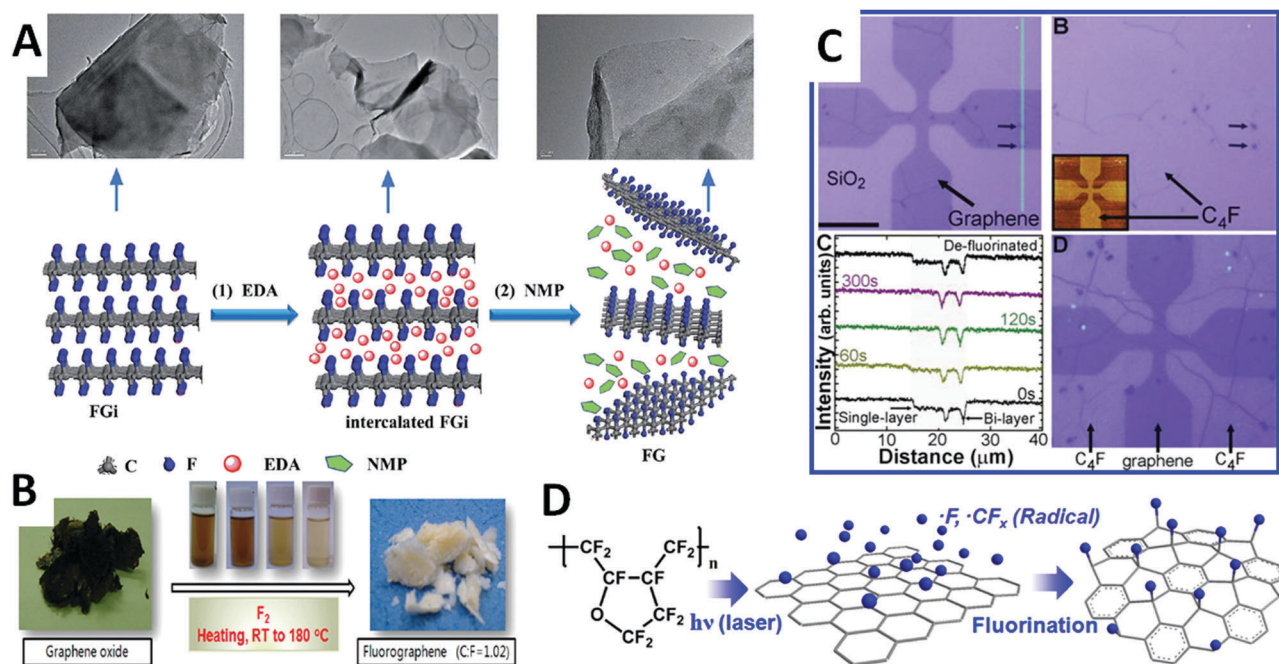 A
(1) EDA
(2) NMP
FGi
intercalated FGi
FG
C
F
EDA
NMP
B
F₂
Heating, RT to 180 °C
Graphene oxide
Fluorographene (C:F=1.02)
C
SiO₂
Graphene
B
C₄F
C
Intensity (arb. units)
De-fluorinated
300s
120s
60s
0s
Single-layer
Bi-layer
0
10
20
30
40
Distance (μm)
D
C₄F
graphene
C₄F
D
CF₂
CF₂
n
CF
CF
O
CF₂
CF₂
hν (laser)
·F, ·CFₓ (Radical)
Fluorination